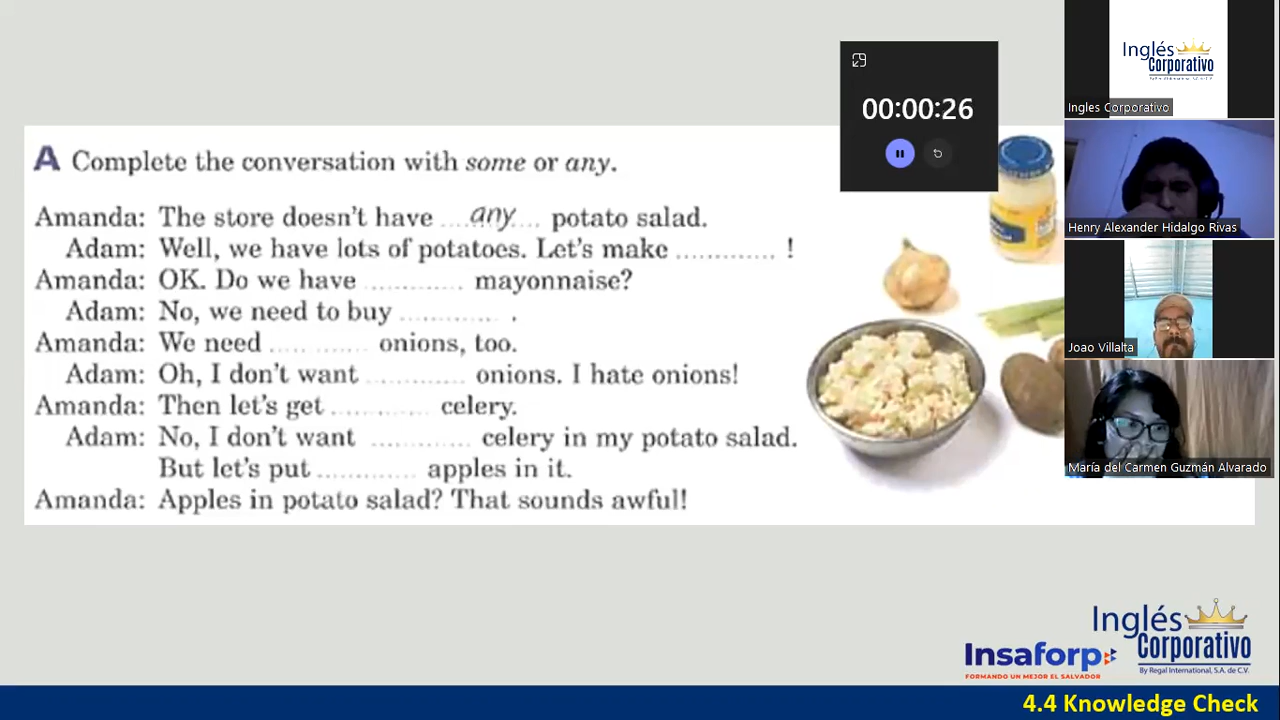 Inglés
Corporativo
Ingles Corporativo
00:00:26
Henry Alexander Hidalgo Rivas
Joao Villalta
María del Carmen Guzmán Alvarado
A Complete the conversation with some or any.
Amanda: The store doesn't have ....any.... potato salad.
Adam: Well, we have lots of potatoes. Let's make ............. !
Amanda: OK. Do we have ............ mayonnaise?
Adam: No, we need to buy ............. .
Amanda: We need ............. onions, too.
Adam: Oh, I don't want ............. onions. I hate onions!
Amanda: Then let's get ............. celery.
Adam: No, I don't want ............. celery in my potato salad.
But let's put ............. apples in it.
Amanda: Apples in potato salad? That sounds awful!
Insaforp
FORMANDO UN MEJOR EL SALVADOR
Inglés
Corporativo
By Regal International, S.A. de C.V.
4.4 Knowledge Check